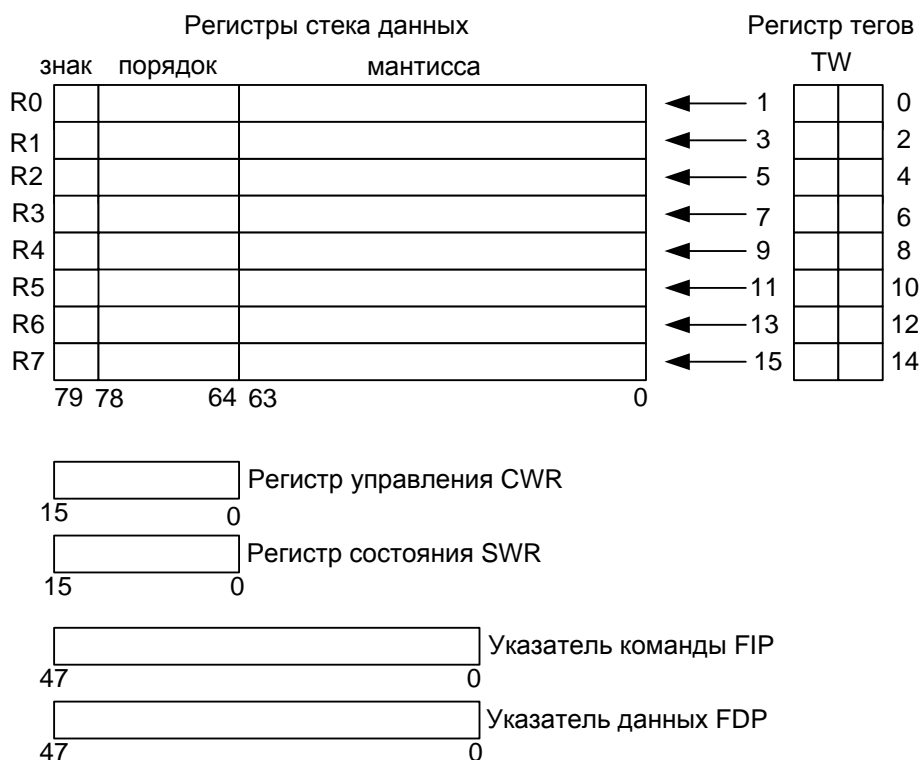 Регистры стека данных Регистр тегов
знак порядок мантисса TW
R0 1 0
R1 3 2
R2 5 4
R3 7 6
R4 9 8
R5 11 10
R6 13 12
R7 15 14
79 78 64 63 0
Регистр управления CWR
15 0
Регистр состояния SWR
15 0
Указатель команды FIP
47 0
Указатель данных FDP
47 0